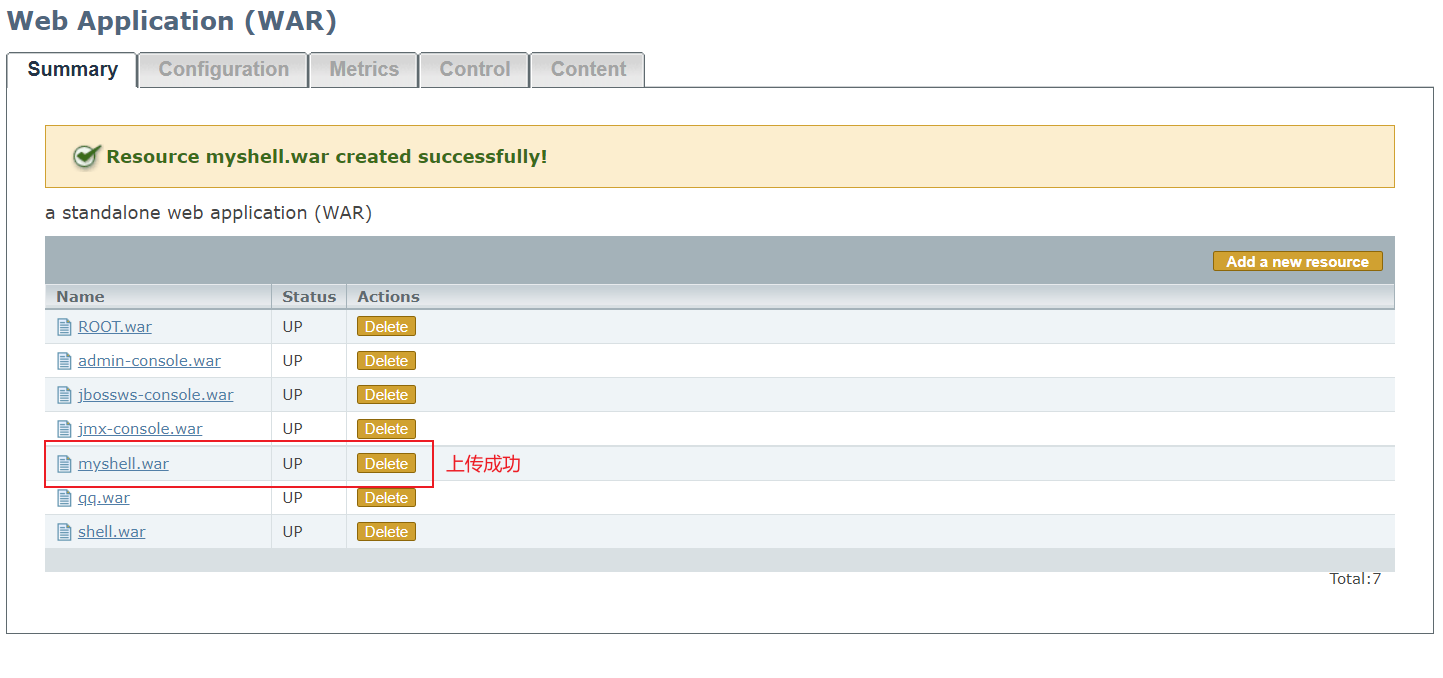 Web Application (WAR)
Summary Configuration Metrics Control Content
Resource myshell.war created successfully!
a standalone web application (WAR)
Add a new resource
Name Status Actions
ROOT.war UP Delete
admin-console.war UP Delete
jbossws-console.war UP Delete
jmx-console.war UP Delete
myshell.war UP Delete 上传成功
qq.war UP Delete
shell.war UP Delete
Total:7